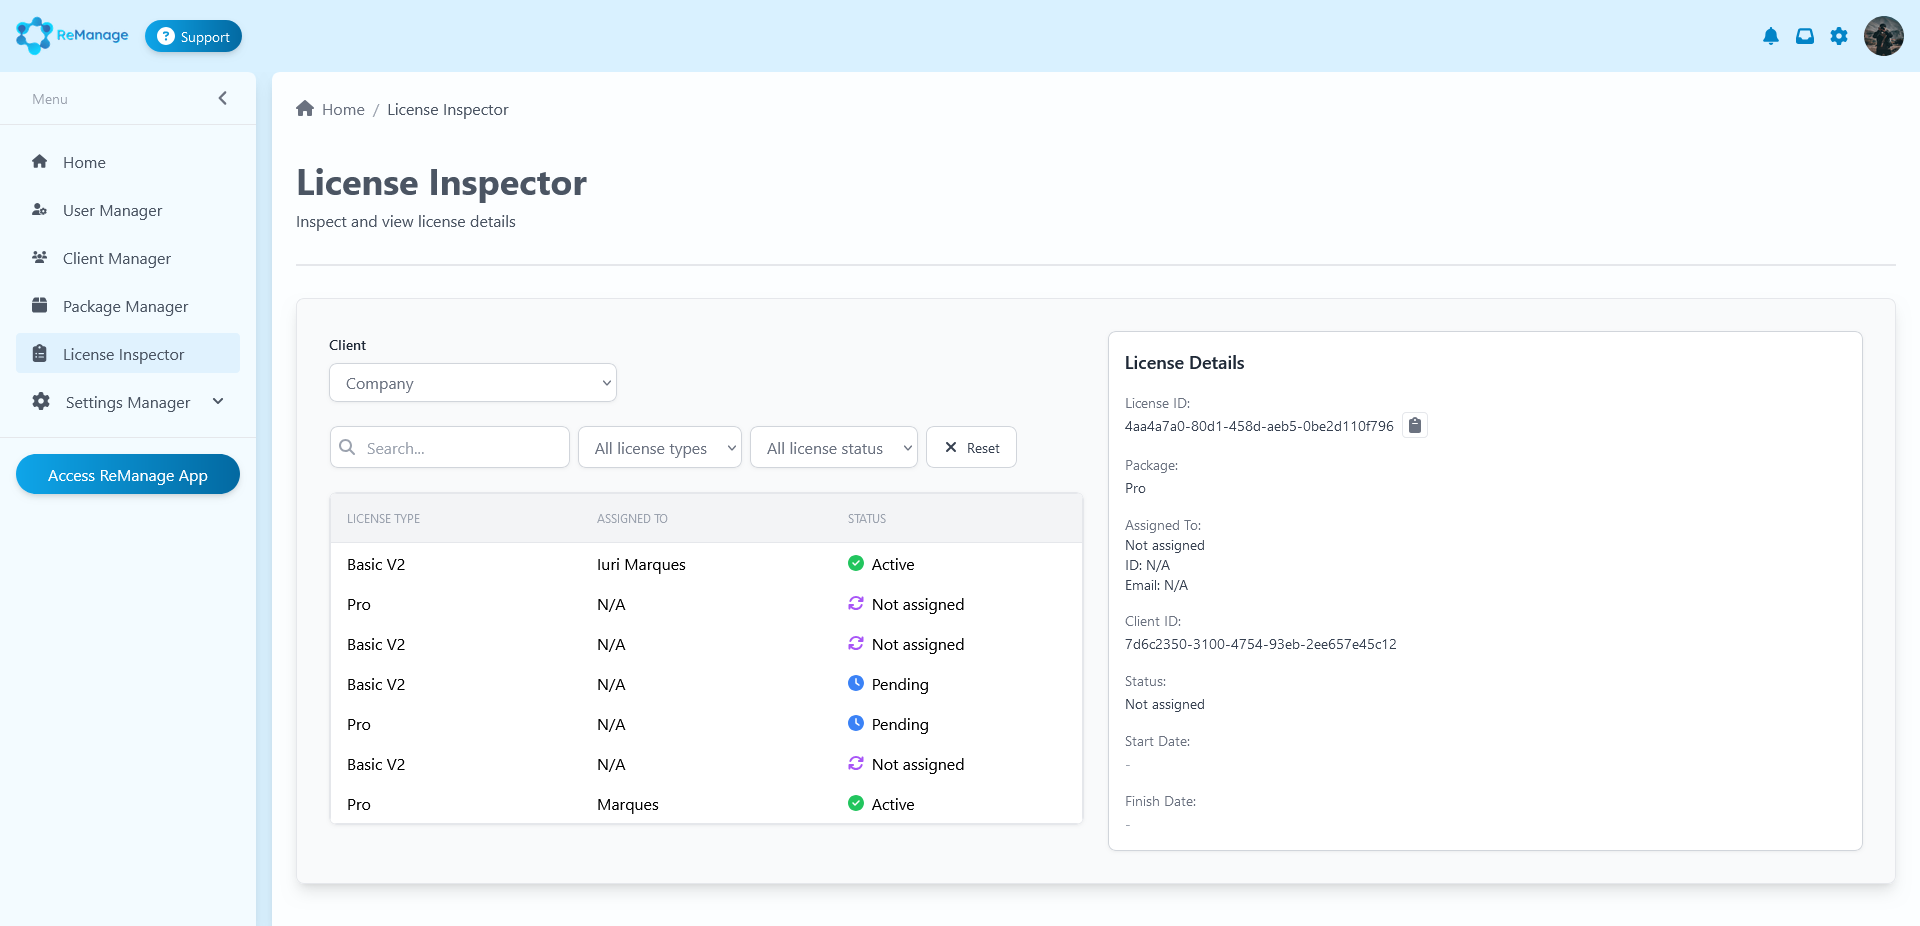 ReManage
Support
Menu
Home
User Manager
Client Manager
Package Manager
License Inspector
Settings Manager
Access ReManage App
Home / License Inspector
License Inspector
Inspect and view license details
Client
Company
Search...
All license types
All license status
Reset
LICENSE TYPE ASSIGNED TO STATUS
Basic V2 Iuri Marques Active
Pro N/A Not assigned
Basic V2 N/A Not assigned
Basic V2 N/A Pending
Pro N/A Pending
Basic V2 N/A Not assigned
Pro Marques Active
License Details
License ID:
4aa4a7a0-80d1-458d-aeb5-0be2d110f796
Package:
Pro
Assigned To:
Not assigned
ID: N/A
Email: N/A
Client ID:
7d6c2350-3100-4754-93eb-2ee657e45c12
Status:
Not assigned
Start Date:
-
Finish Date:
-